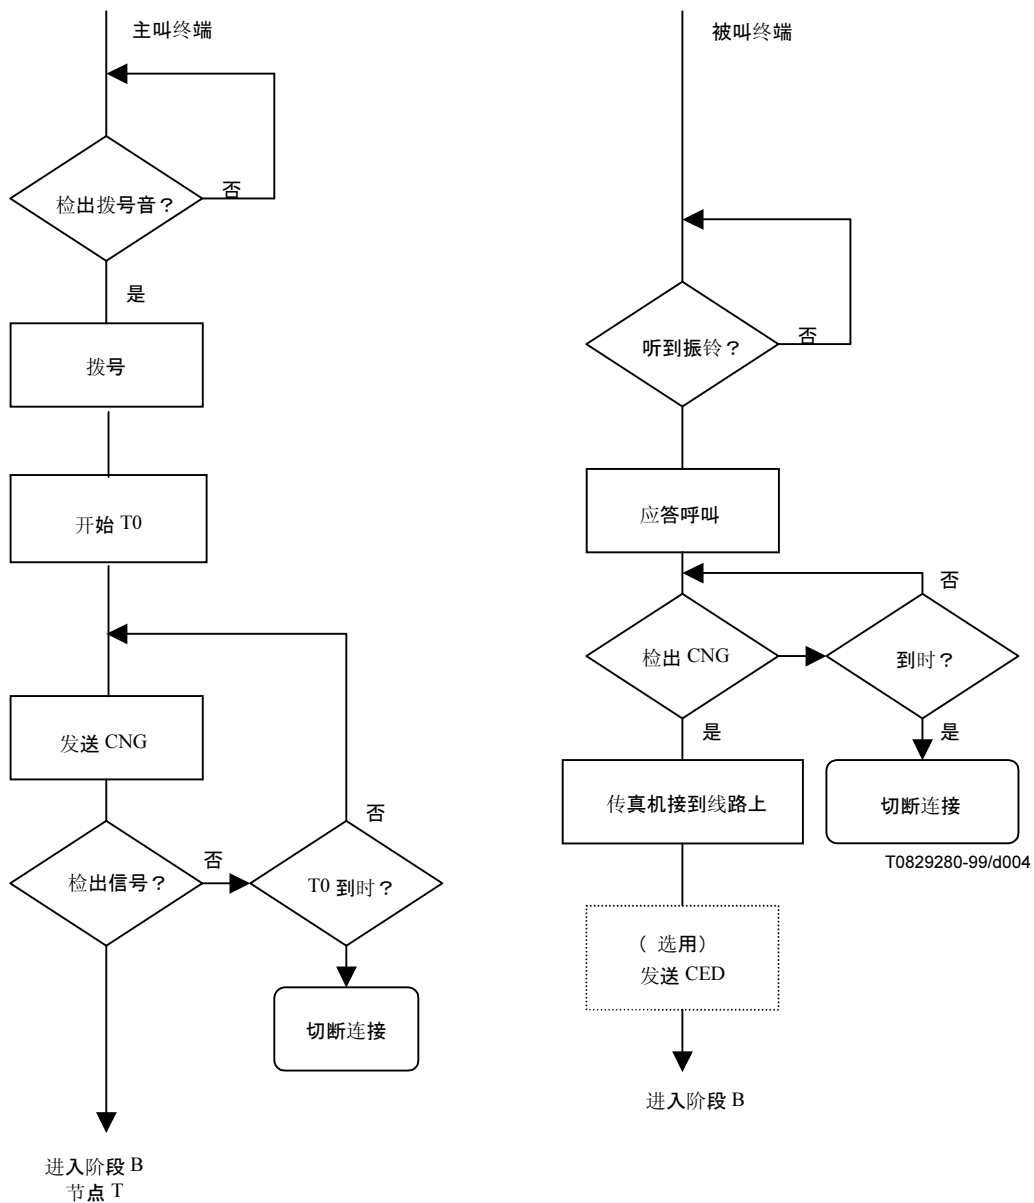 主叫终端
检出拨号音？
否
是
拨号
开始 T0
发送 CNG
检出信号？
否
T0 到时？
否
切断连接
进入阶段 B
节点 T
被叫终端
听到振铃？
否
应答呼叫
检出 CNG
到时？
否
是
是
传真机接到线路上
切断连接
T0829280-99/d004
（ 选用）
发送 CED
进入阶段 B